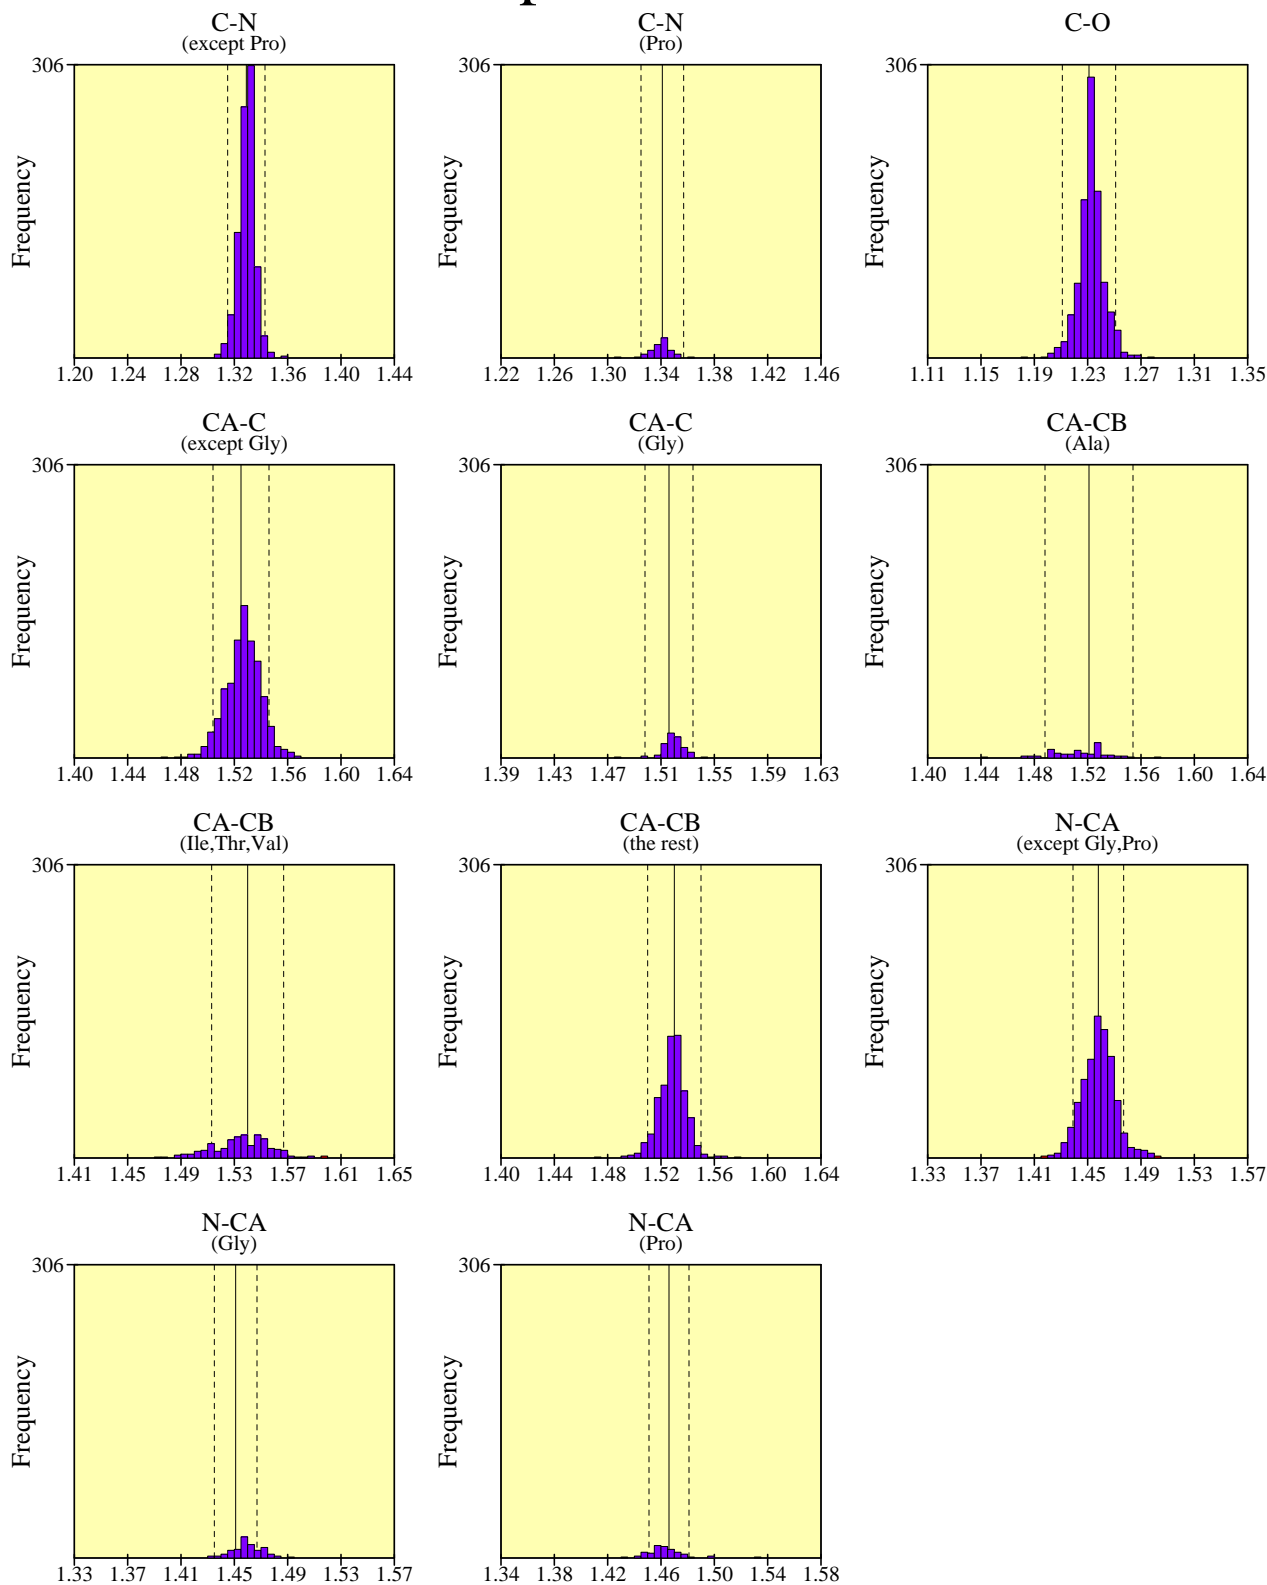 C-N
(except Pro)
306
Frequency
1.20 1.24 1.28 1.32 1.36 1.40 1.44
C-N
(Pro)
306
Frequency
1.22 1.26 1.30 1.34 1.38 1.42 1.46
C-O
306
Frequency
1.11 1.15 1.19 1.23 1.27 1.31 1.35
CA-C
(except Gly)
306
Frequency
1.40 1.44 1.48 1.52 1.56 1.60 1.64
CA-C
(Gly)
306
Frequency
1.39 1.43 1.47 1.51 1.55 1.59 1.63
CA-CB
(Ala)
306
Frequency
1.40 1.44 1.48 1.52 1.56 1.60 1.64
CA-CB
(Ile,Thr,Val)
306
Frequency
1.41 1.45 1.49 1.53 1.57 1.61 1.65
CA-CB
(the rest)
306
Frequency
1.40 1.44 1.48 1.52 1.56 1.60 1.64
N-CA
(except Gly,Pro)
306
Frequency
1.33 1.37 1.41 1.45 1.49 1.53 1.57
N-CA
(Gly)
306
Frequency
1.33 1.37 1.41 1.45 1.49 1.53 1.57
N-CA
(Pro)
306
Frequency
1.34 1.38 1.42 1.46 1.50 1.54 1.58